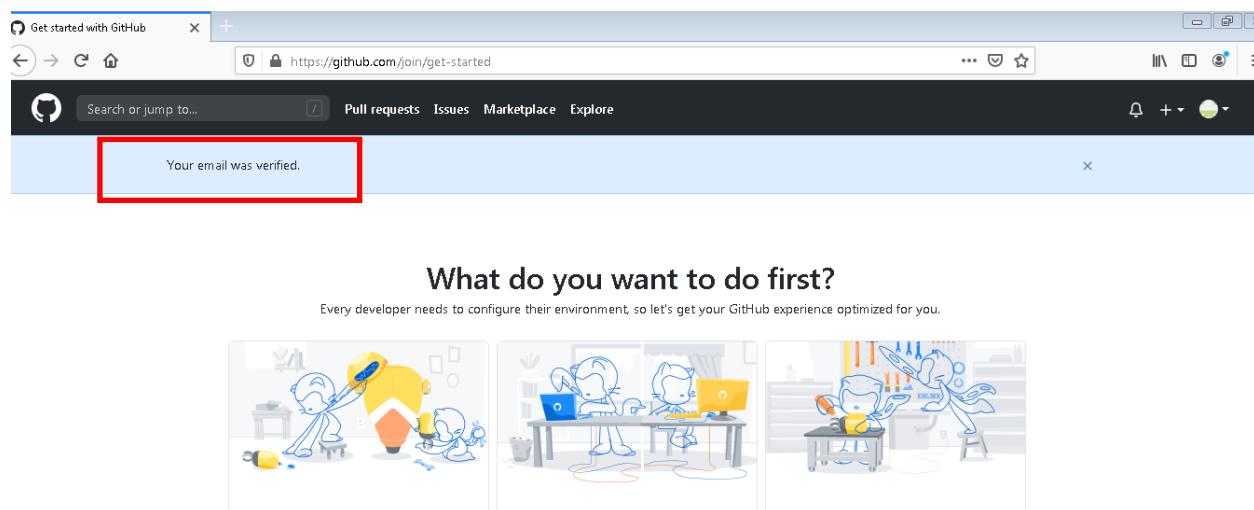 Get started with GitHub
https://github.com/join/get-started
Search or jump to... /
Pull requests Issues Marketplace Explore
Your email was verified.
What do you want to do first?
Every developer needs to configure their environment, so let's get your GitHub experience optimized for you.